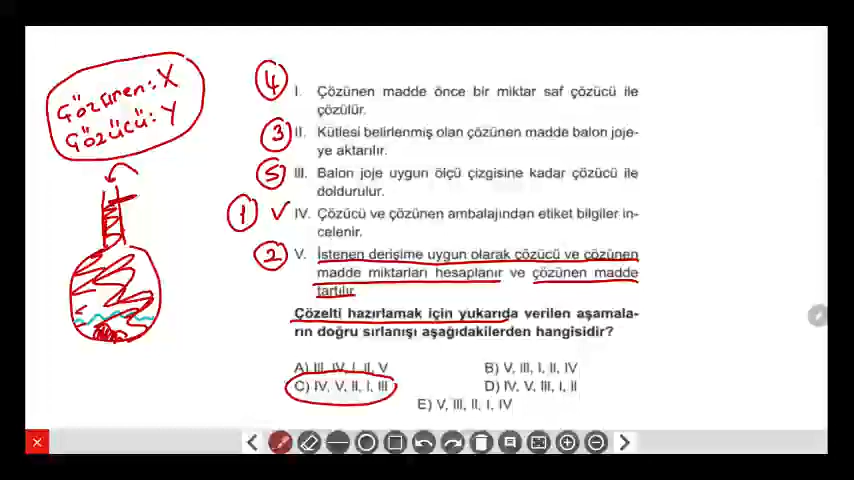 Çözünen: X
Çözücü: Y
4
I. Çözünen madde önce bir miktar saf çözücü ile
çözülür.
3
II. Kütlesi belirlenmiş olan çözünen madde balon joje-
ye aktarılır.
5
III. Balon joje uygun ölçü çizgisine kadar çözücü ile
doldurulur.
1
IV. Çözücü ve çözünen ambalajından etiket bilgiler in-
celenir.
2
V. İstenen derişime uygun olarak çözücü ve çözünen
madde miktarları hesaplanır ve çözünen madde
tartılır.
Çözelti hazırlamak için yukarıda verilen aşamala-
rın doğru sırlanışı aşağıdakilerden hangisidir?
A) III, IV, I, II, V
B) V, III, I, II, IV
C) IV, V, II, I, III
D) IV. V, III, I, II
E) V, III, II, I, IV